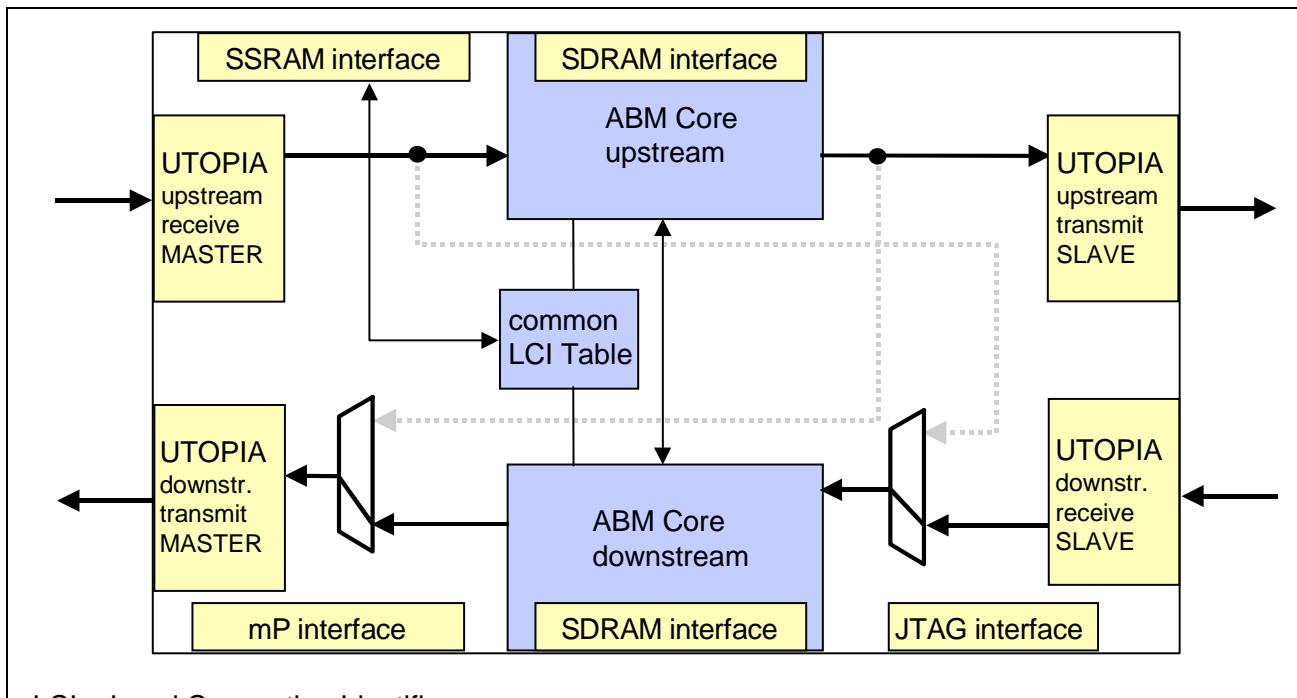 SSRAM interface
SDRAM interface
ABM Core
upstream
UTOPIA
upstream
receive
MASTER
UTOPIA
upstream
transmit
SLAVE
common
LCI Table
UTOPIA
downstr.
transmit
MASTER
UTOPIA
downstr.
receive
SLAVE
ABM Core
downstream
mP interface
SDRAM interface
JTAG interface